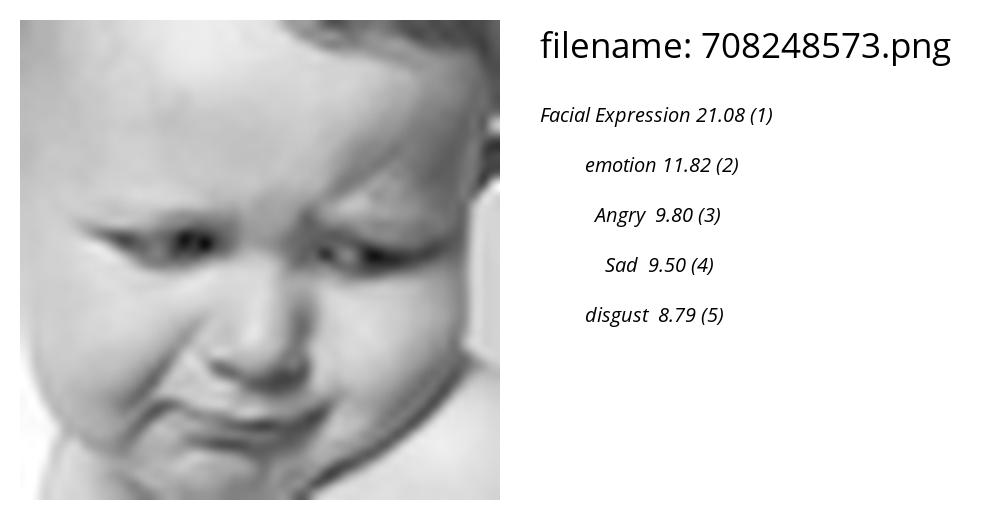 filename: 708248573.png
Facial Expression 21.08 (1)
emotion 11.82 (2)
Angry 9.80 (3)
Sad 9.50 (4)
disgust 8.79 (5)